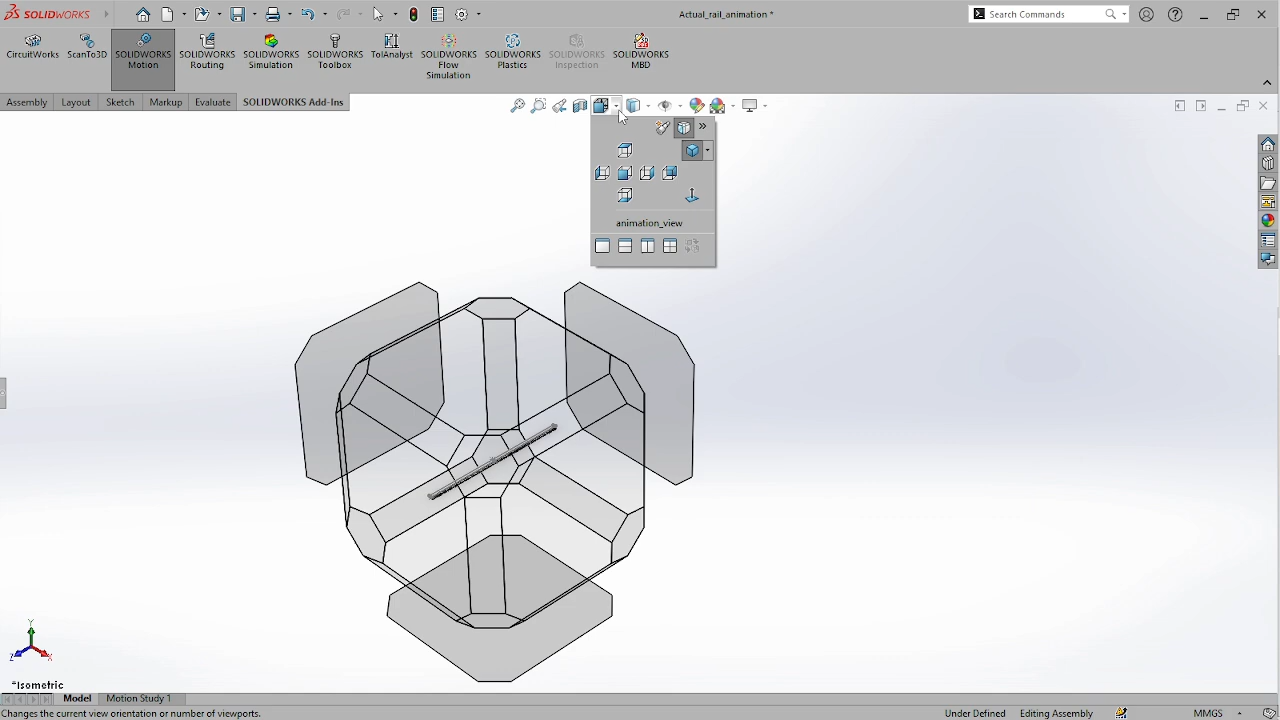 SOLIDWORKS
Actual_rail_animation *
Search Commands
CircuitWorks
ScanTo3D
SOLIDWORKS
Motion
SOLIDWORKS
Routing
SOLIDWORKS
Simulation
SOLIDWORKS
Toolbox
TolAnalyst
SOLIDWORKS
Flow
Simulation
SOLIDWORKS
Plastics
SOLIDWORKS
Inspection
SOLIDWORKS
MBD
Assembly
Layout
Sketch
Markup
Evaluate
SOLIDWORKS Add-Ins
animation_view
Y
Z
X
*Isometric
Model
Motion Study 1
Changes the current view orientation or number of viewports.
Under Defined
Editing Assembly
MMGS